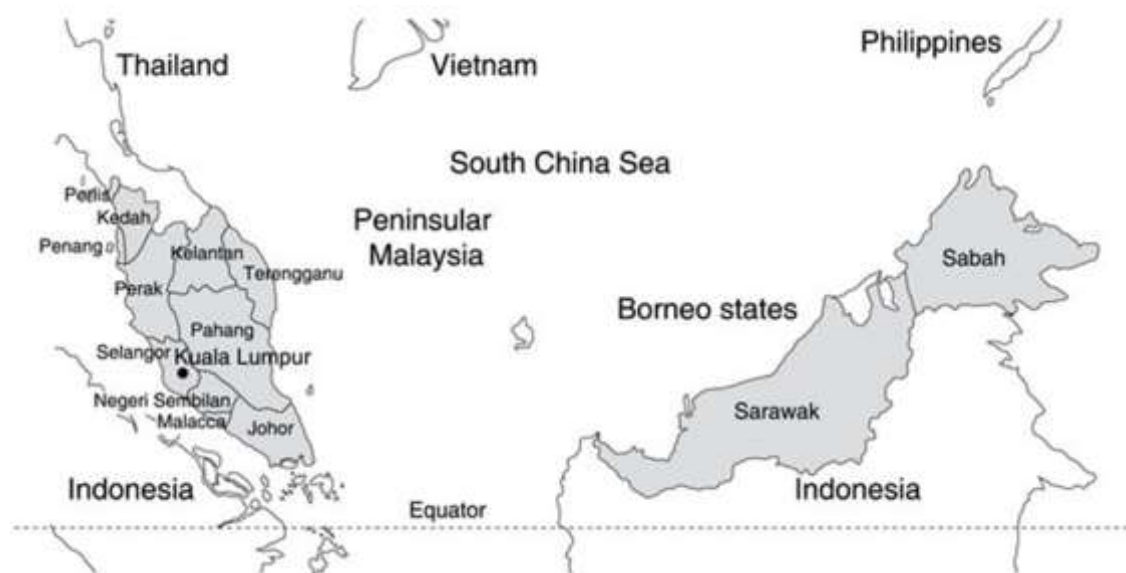 Philippines
Thailand
Vietnam
South China Sea
Perlis
Kedah
Peninsular
Malaysia
Penang
Kelantan
Terengganu
Sabah
Perak
Borneo states
Pahang
Selangor
Kuala Lumpur
Negeri Sembilan
Malacca
Johor
Sarawak
Indonesia
Indonesia
Equator